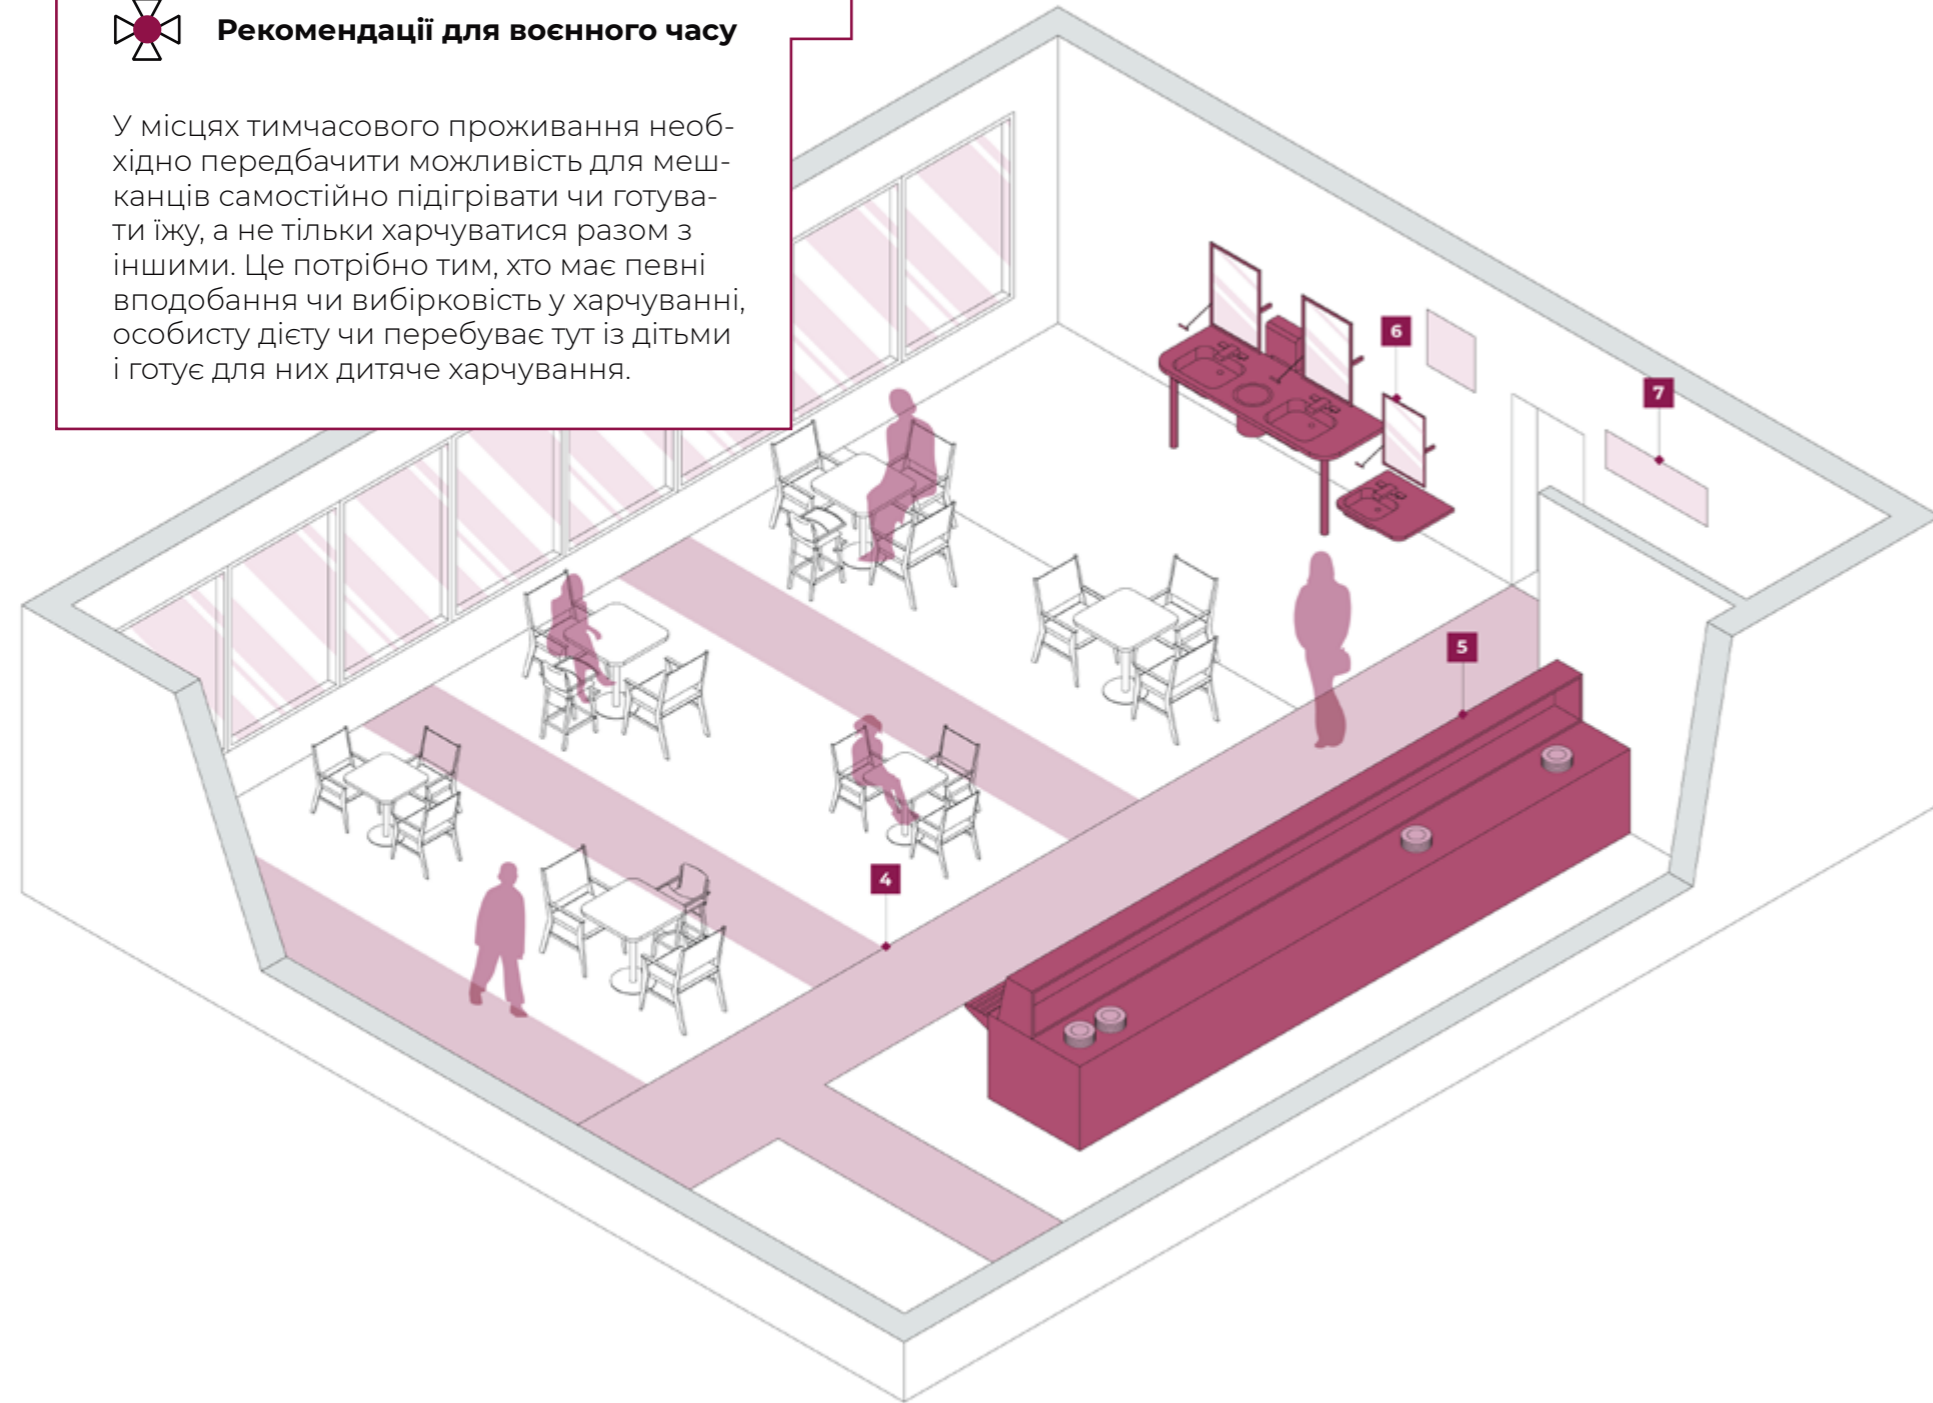 Рекомендації для воєнного часу
У місцях тимчасового проживання необ-
хідно передбачити можливість для меш-
канців самостійно підігрівати чи готува-
ти їжу, а не тільки харчуватися разом з
іншими. Це потрібно тим, хто має певні
вподобання чи вибірковість у харчуванні,
особисту дієту чи перебуває тут із дітьми
і готує для них дитяче харчування.
6
7
5
4